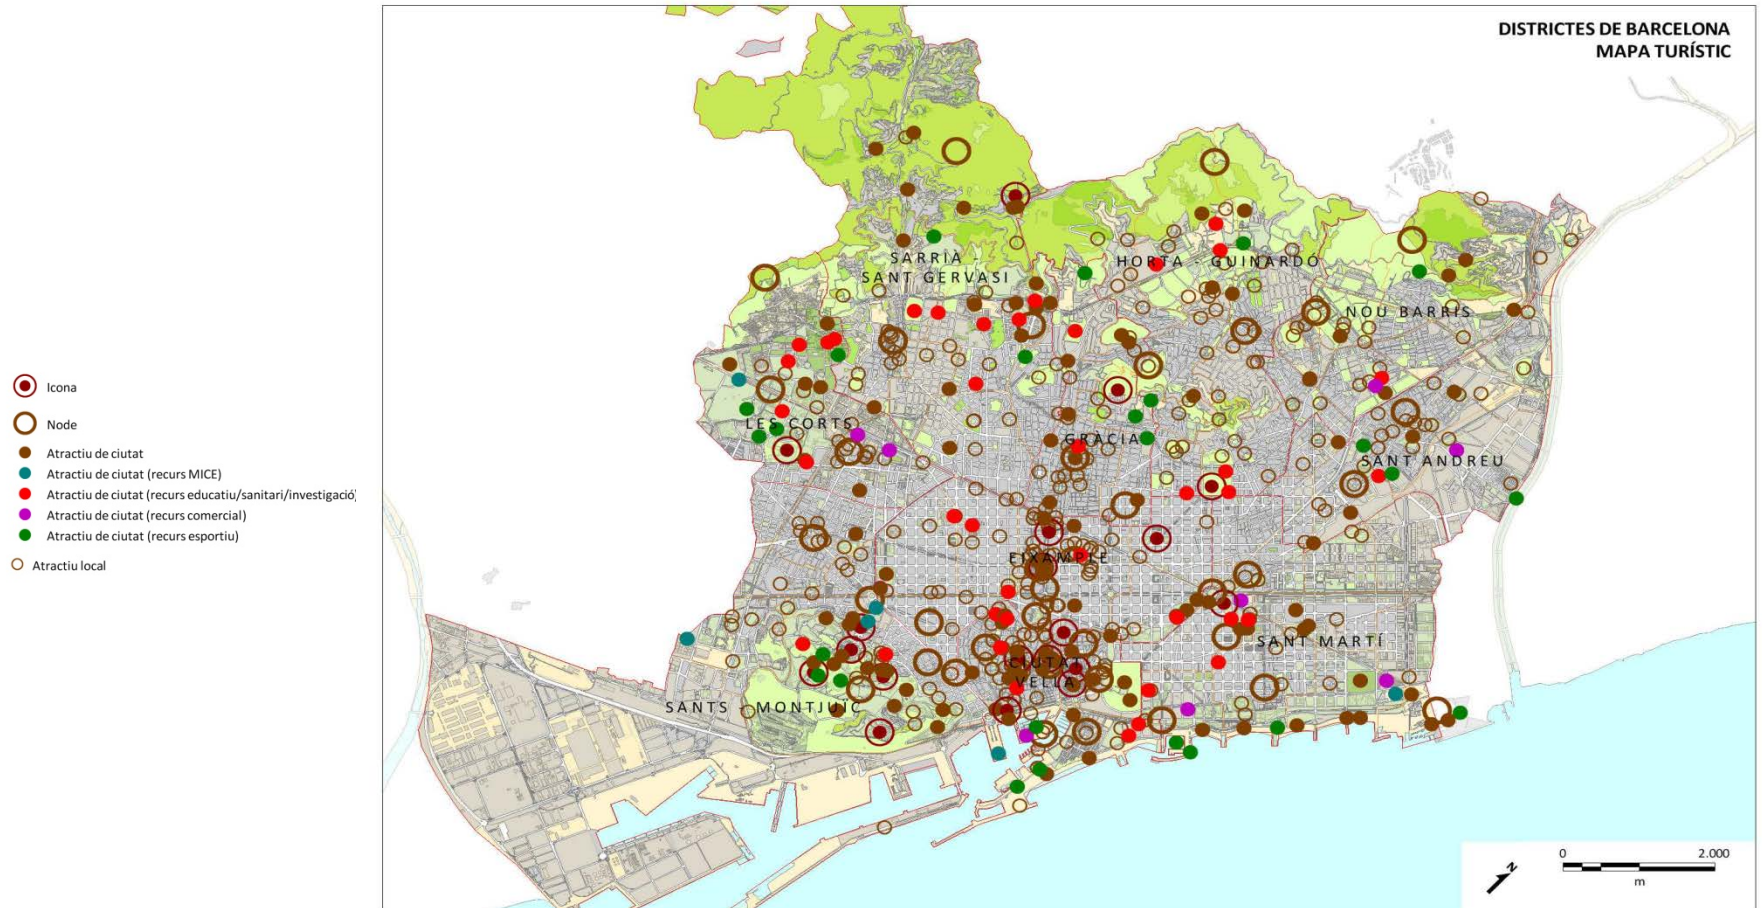 DISTRICTES DE BARCELONA
MAPA TURÍSTIC
SARRIÀ -
SANT GERVASI
HORTA - GUINARDÓ
NOU BARRIS
LES CORTS
GRÀCIA
SANT ANDREU
EIXAMPLE
SANT MARTÍ
CIUTAT
VELLA
SANTS - MONTJUÏC
Icona
Node
Atractiu de ciutat
Atractiu de ciutat (recurs MICE)
Atractiu de ciutat (recurs educatiu/sanitari/investigació)
Atractiu de ciutat (recurs comercial)
Atractiu de ciutat (recurs esportiu)
Atractiu local
N
0 2.000
m